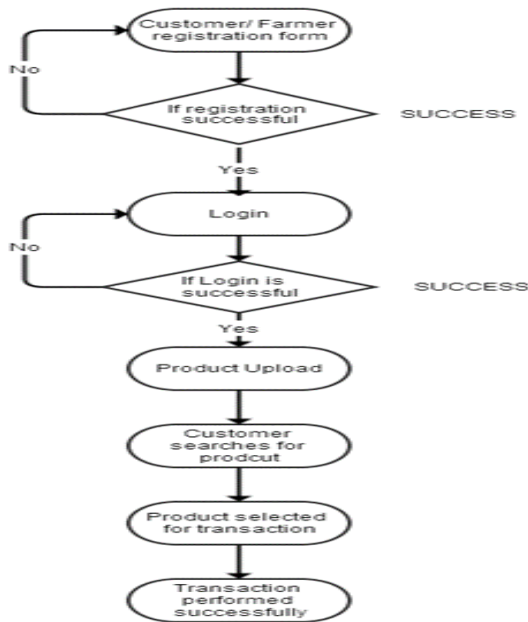 Customer/ Farmer
registration form
No
If registration
successful
SUCCESS
Yes
Login
No
If Login is
successful
SUCCESS
Yes
Product Upload
Customer
searches for
prodcut
Product selected
for transaction
Transaction
performed
successfully